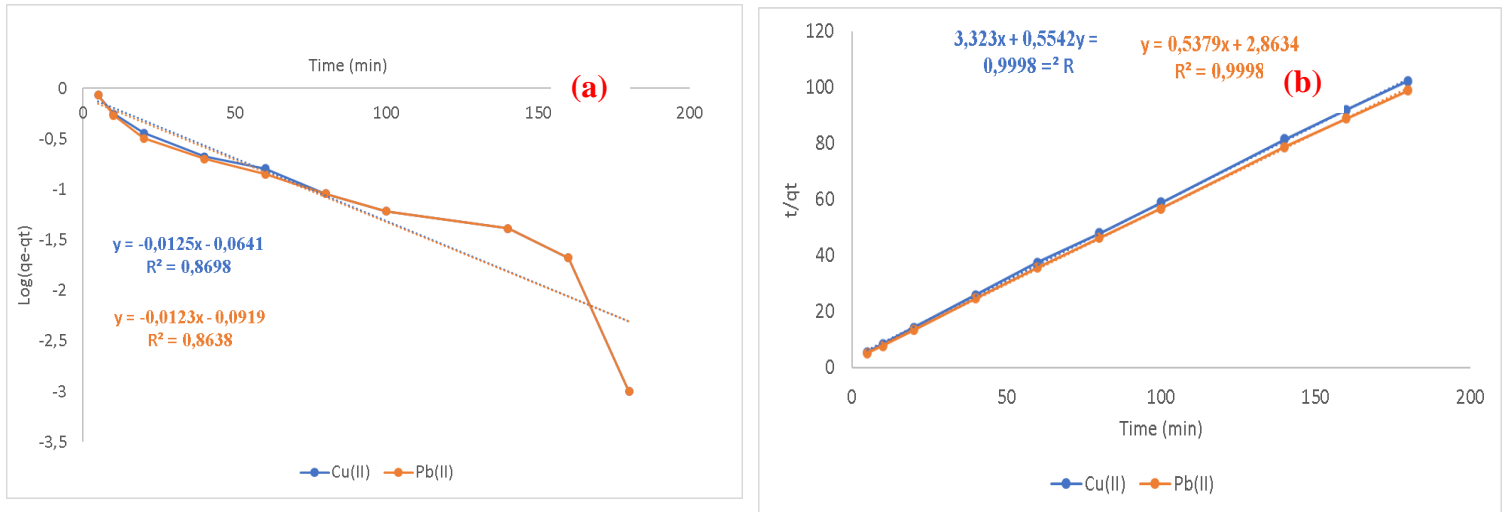 Time (min)
(a)
0
0
50
100
150
200
-0,5
-1
-1,5
-2
-2,5
-3
-3,5
Log(qe-qt)
y = -0,0125x - 0,0641
R² = 0,8698
y = -0,0123x - 0,0919
R² = 0,8638
Cu(II) Pb(II)
120
100
80
60
40
20
0
t/qt
3,323x + 0,5542y =
0,9998 =² R
y = 0,5379x + 2,8634
R² = 0,9998
(b)
0 50 100 150 200
Time (min)
Cu(II) Pb(II)